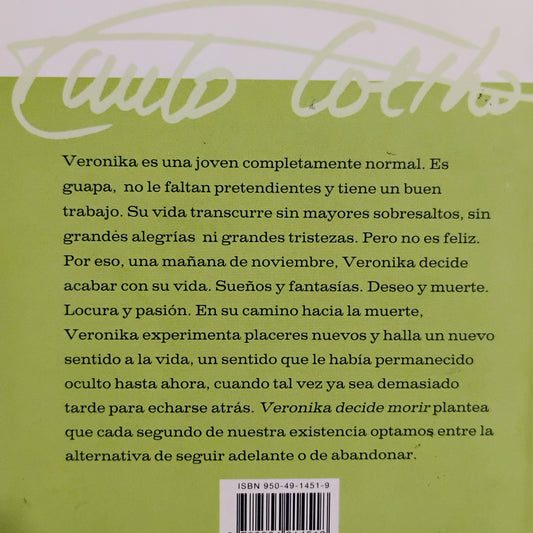 Paulo Coelho
Veronika es una joven completamente normal. Es
guapa, no le faltan pretendientes y tiene un buen
trabajo. Su vida transcurre sin mayores sobresaltos, sin
grandes alegrías ni grandes tristezas. Pero no es feliz.
Por eso, una mañana de noviembre, Veronika decide
acabar con su vida. Sueños y fantasías. Deseo y muerte.
Locura y pasión. En su camino hacia la muerte,
Veronika experimenta placeres nuevos y halla un nuevo
sentido a la vida, un sentido que le había permanecido
oculto hasta ahora, cuando tal vez ya sea demasiado
tarde para echarse atrás. Veronika decide morir plantea
que cada segundo de nuestra existencia optamos entre la
alternativa de seguir adelante o de abandonar.
ISBN 950-49-1451-9